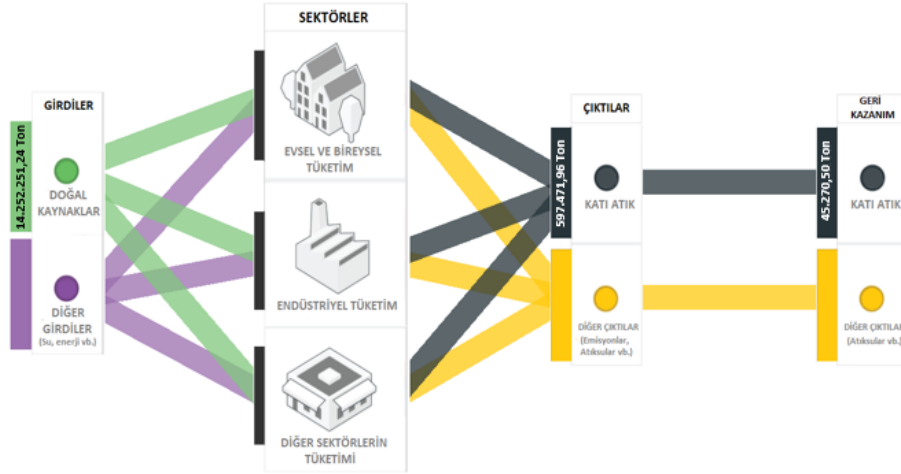 SEKTÖRLER
EVSEL VE BİREYSEL
TÜKETİM
ENDÜSTRİYEL TÜKETİM
DİĞER SEKTÖRLERİN
TÜKETİMİ
GİRDİLER
14.252.251,24 Ton
DOĞAL
KAYNAKLAR
DİĞER
GİRDİLER
(Su, enerji vb.)
ÇIKTILAR
597.471,96 Ton
KATI ATIK
DİĞER ÇIKTILAR
(Emisyonlar,
Atıksular vb.)
GERİ
KAZANIM
45.270,50 Ton
KATI ATIK
DİĞER ÇIKTILAR
(Atıksular vb.)